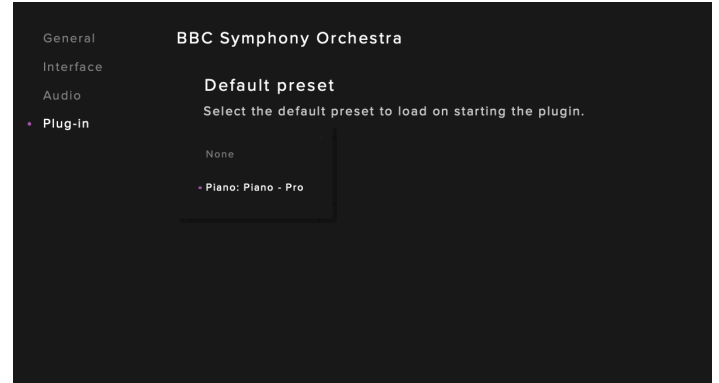 General
Interface
Audio
Plug-in
BBC Symphony Orchestra
Default preset
Select the default preset to load on starting the plugin.
None
Piano: Piano - Pro